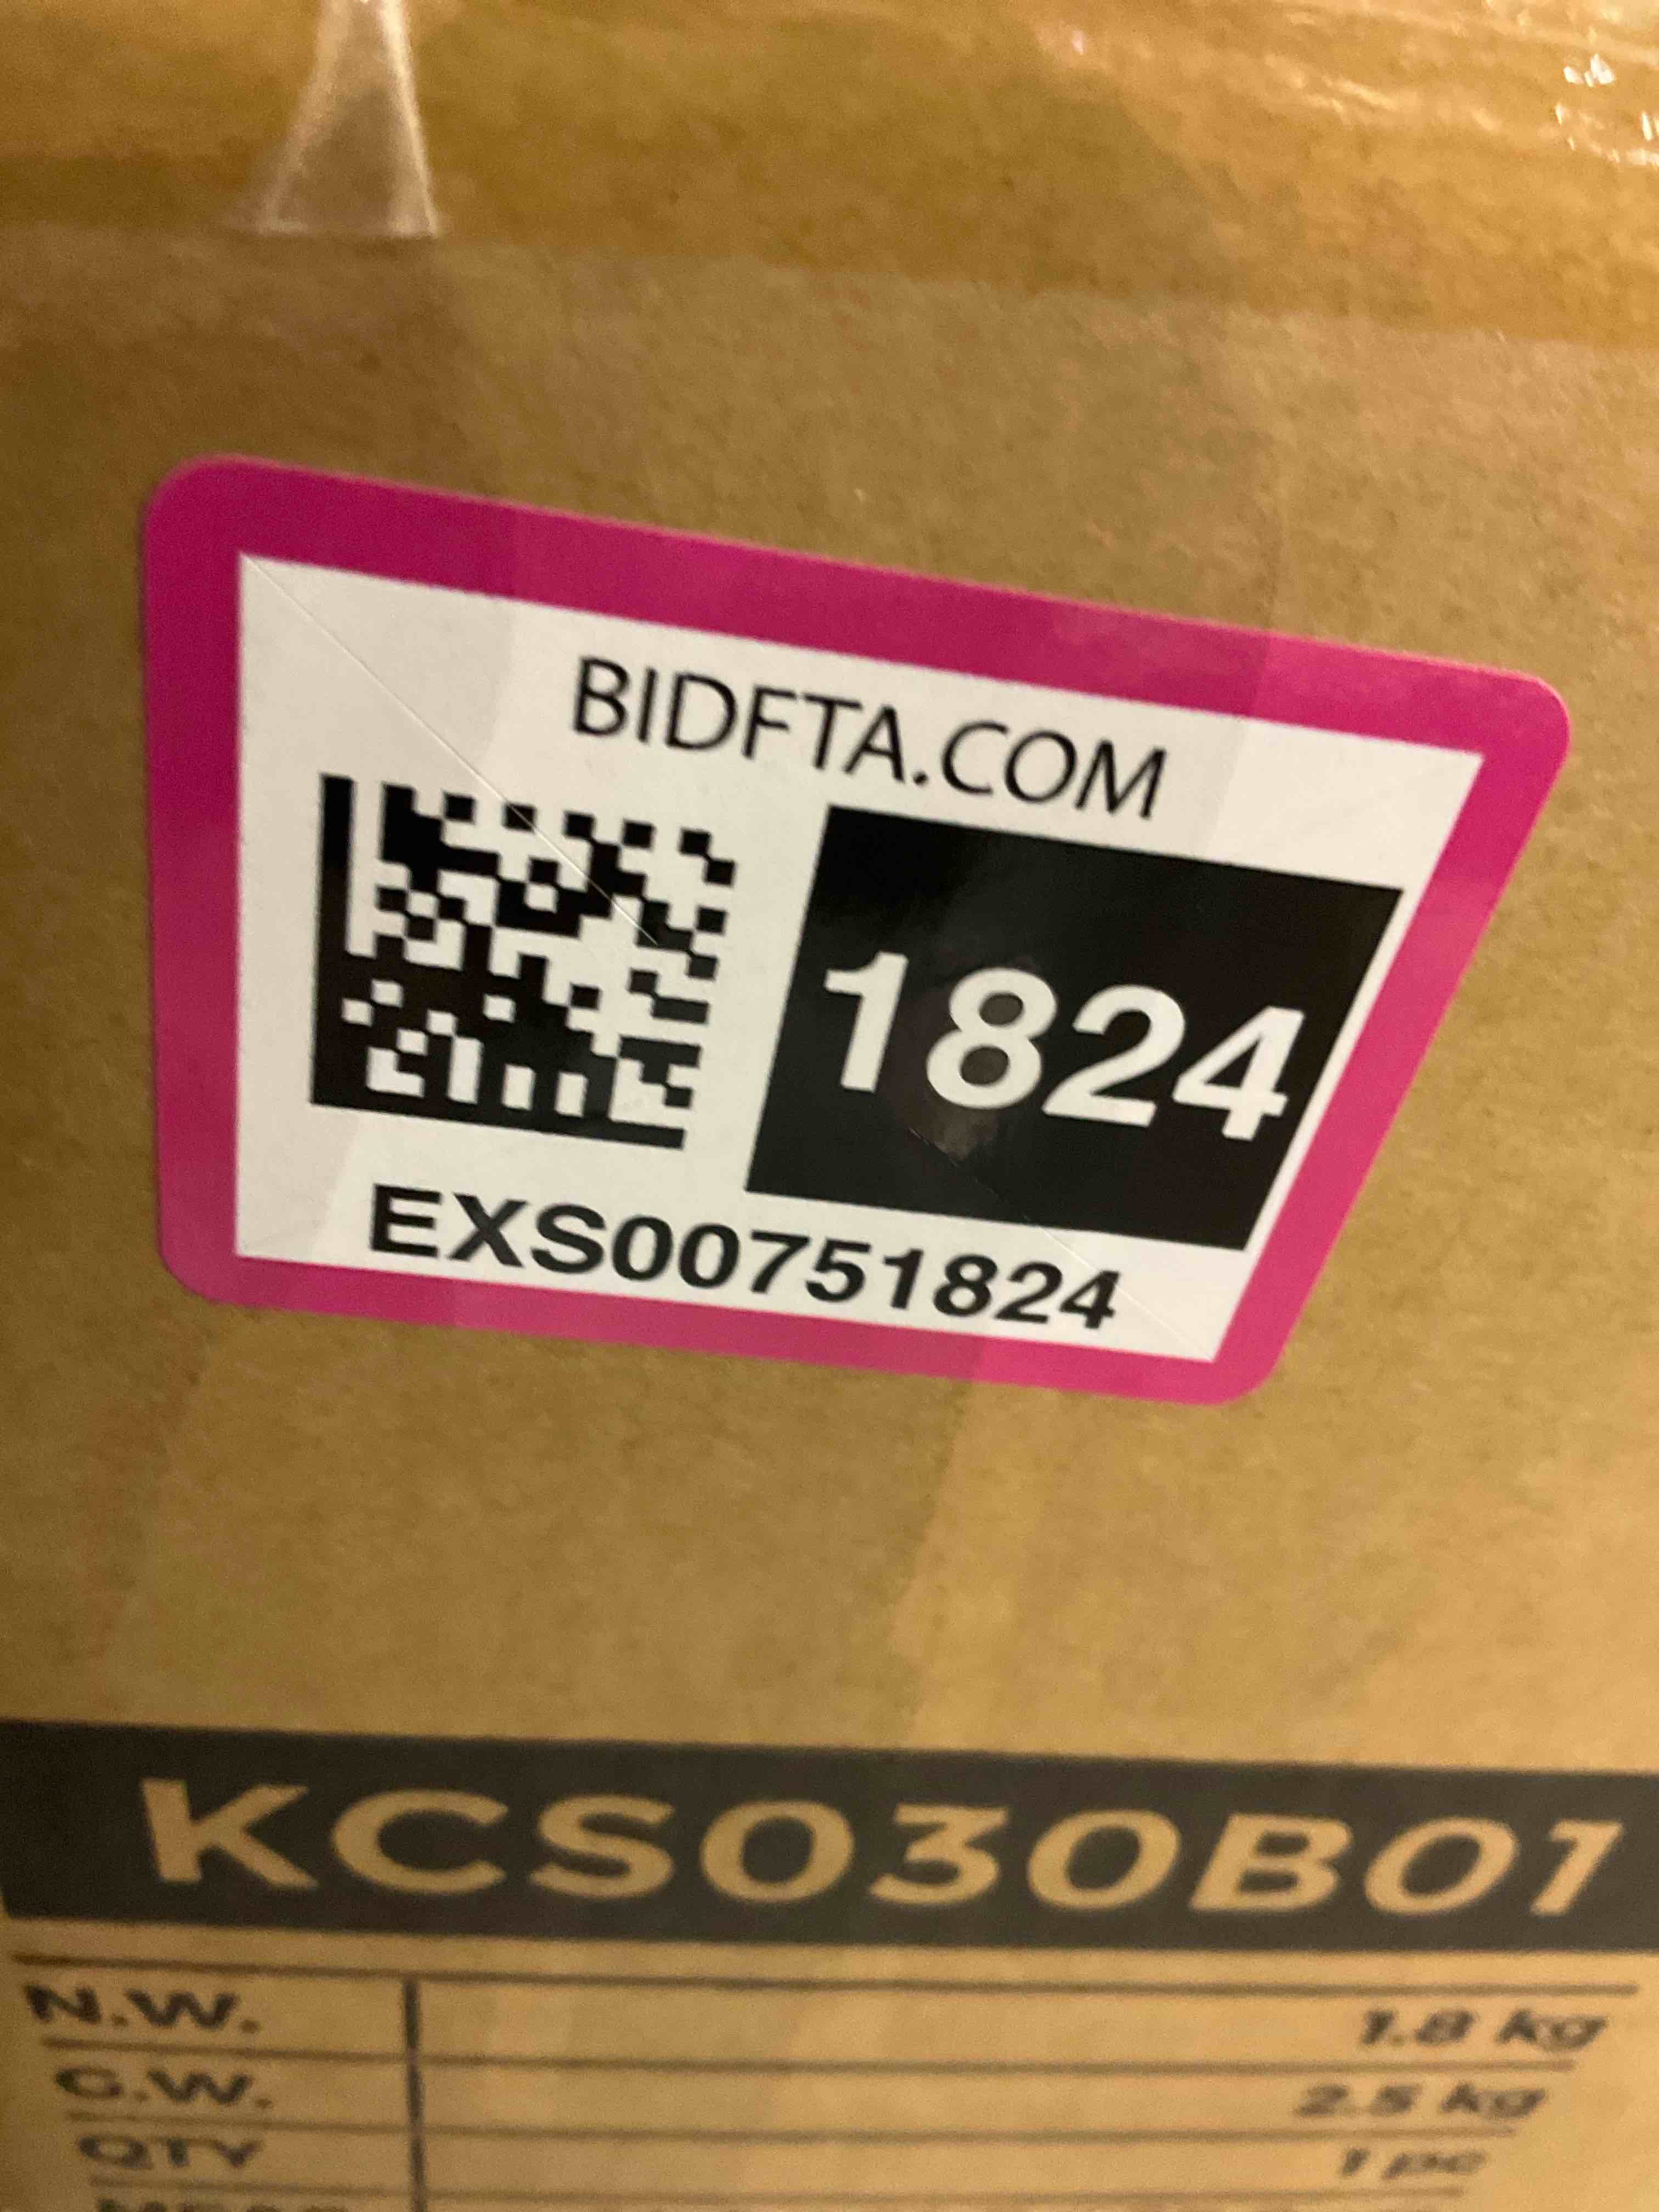 BIDFTA.COM
1824
EXS00751824
KCS030B01
N.W. 1.8 kg
G.W. 2.5 kg
QTY 1 pc